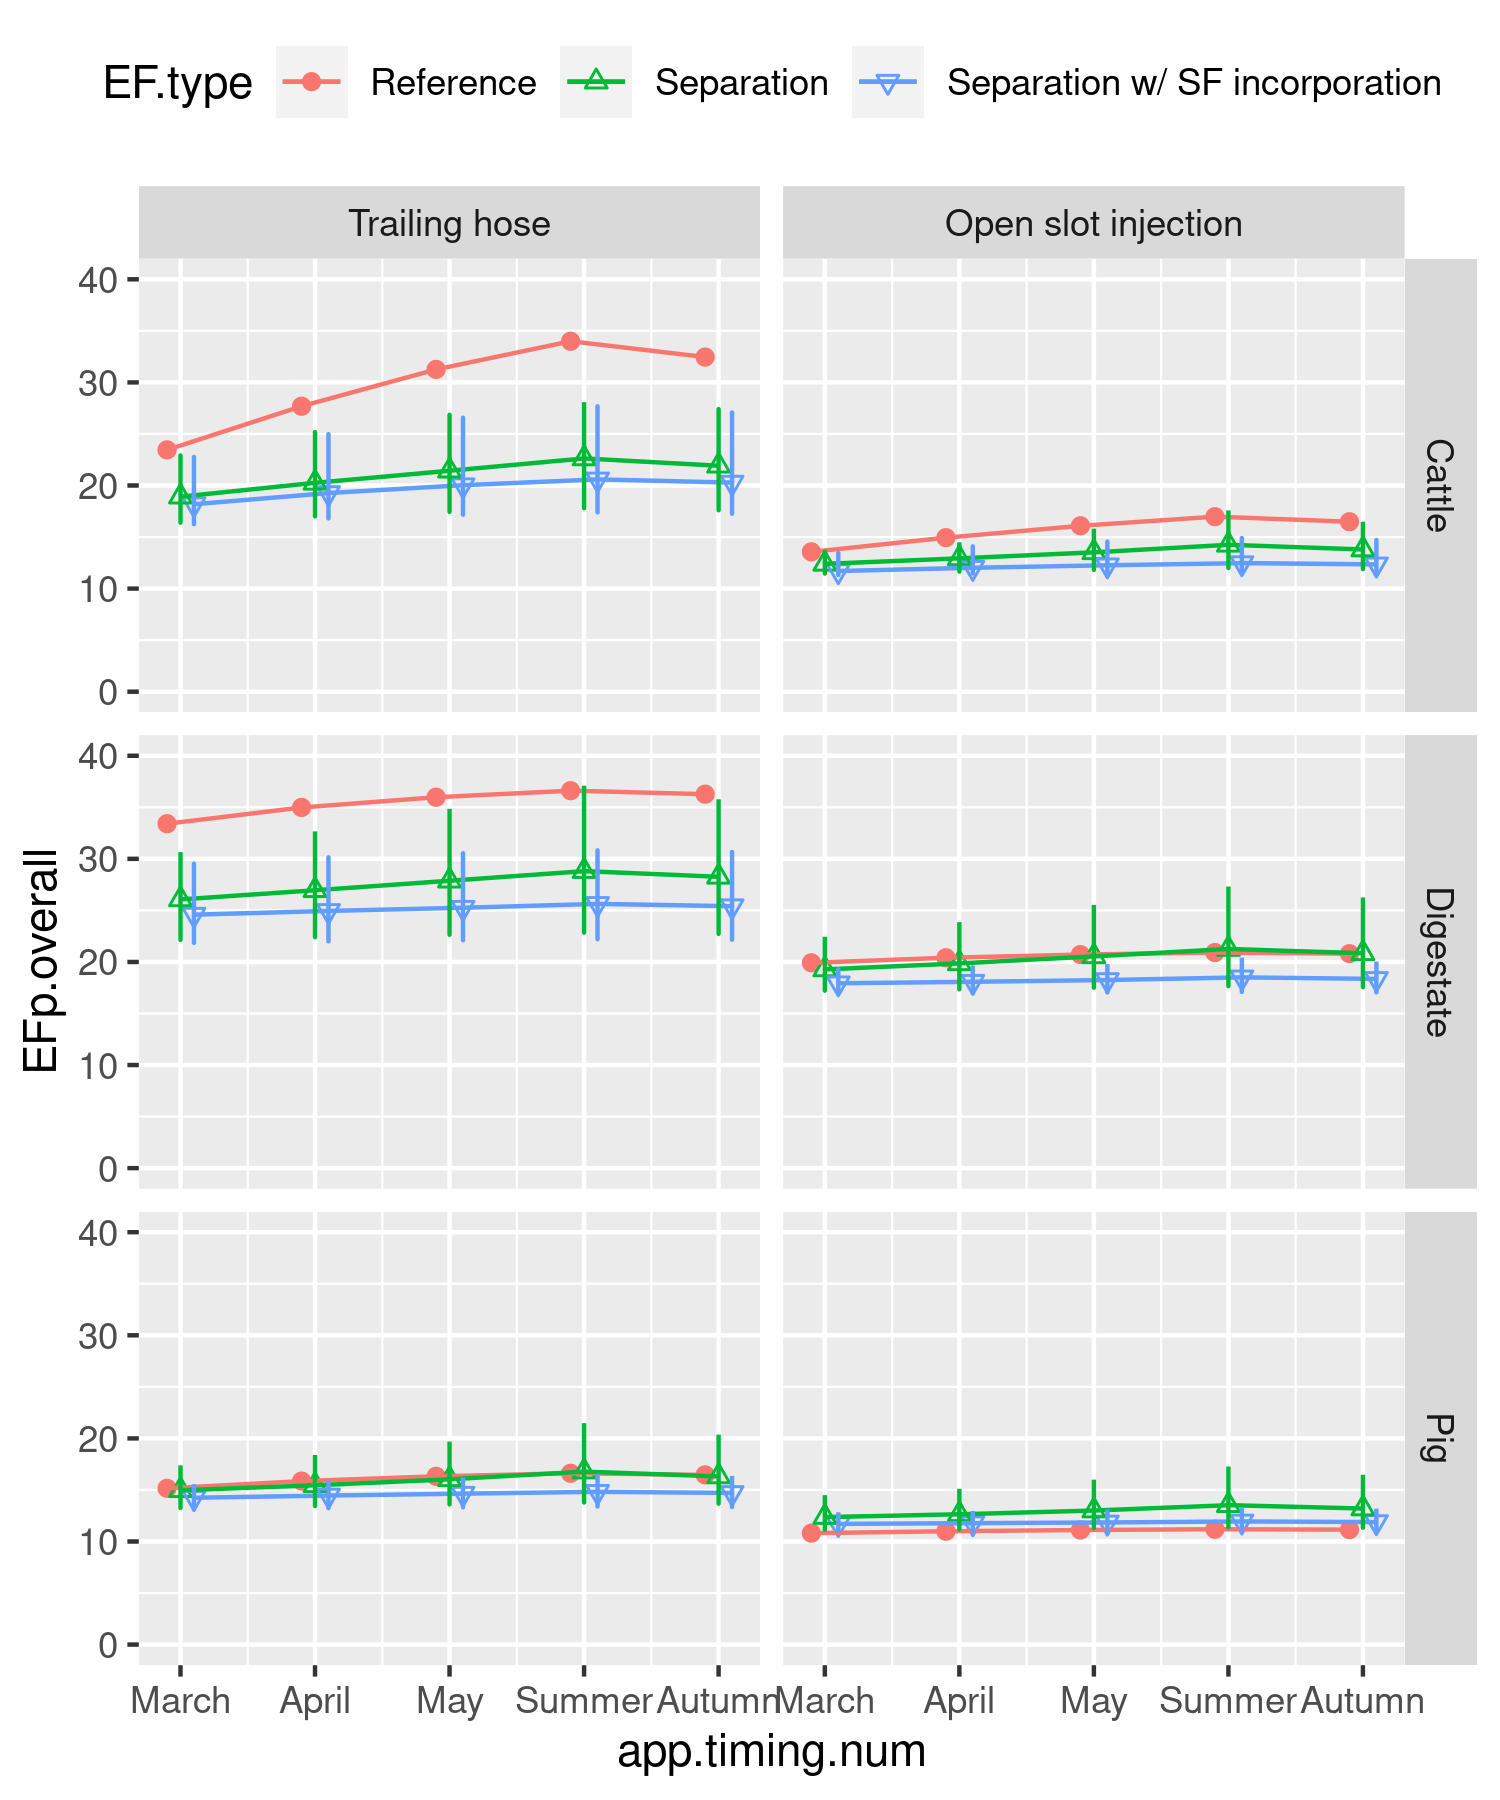 EF.type Reference Separation Separation w/ SF incorporation
Trailing hose Open slot injection
40
30
20
10
0
Cattle
40
30
20
10
0
Digestate
40
30
20
10
0
Pig
EFp.overall
March April May Summer Autumn March April May Summer Autumn
app.timing.num